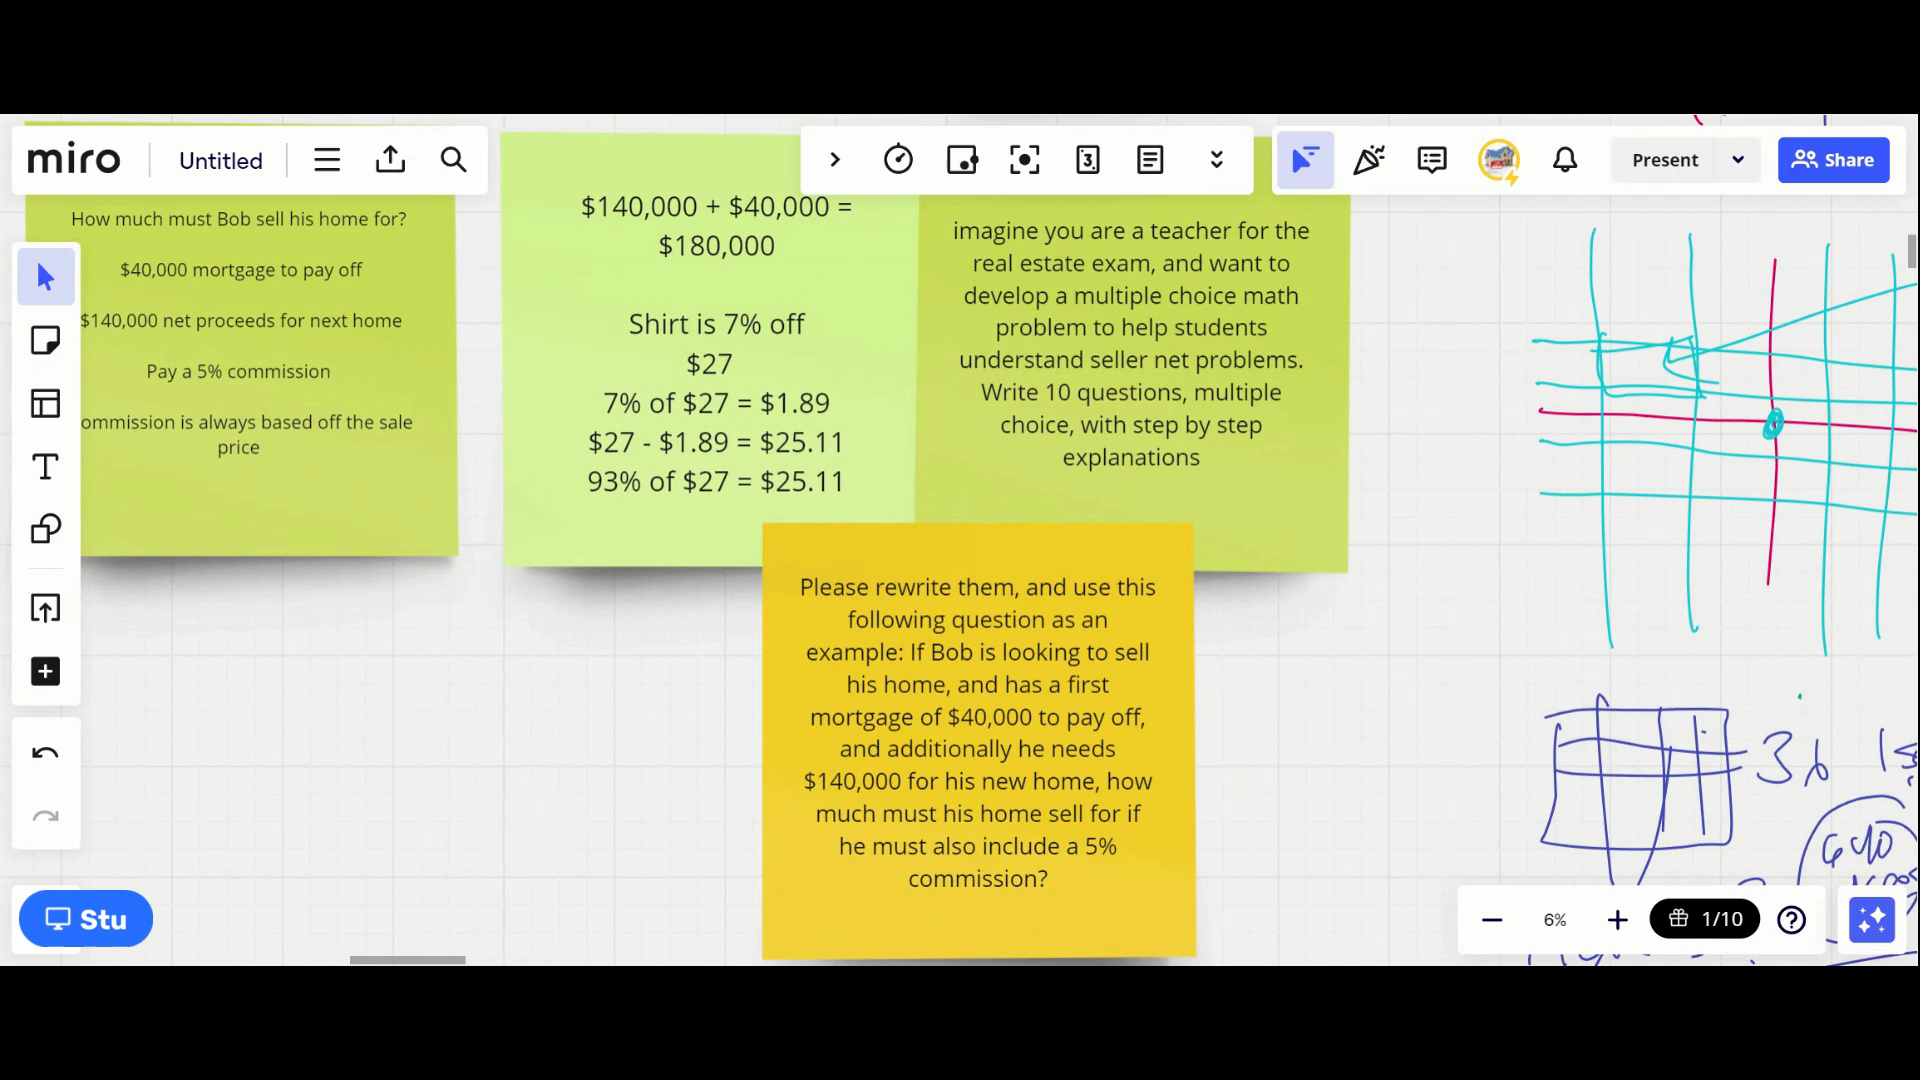 miro
Untitled
3
Present
Share
How much must Bob sell his home for?
$40,000 mortgage to pay off
$140,000 net proceeds for next home
Pay a 5% commission
ommission is always based off the sale
price
$140,000 + $40,000 =
$180,000
Shirt is 7% off
$27
7% of $27 = $1.89
$27 - $1.89 = $25.11
93% of $27 = $25.11
imagine you are a teacher for the
real estate exam, and want to
develop a multiple choice math
problem to help students
understand seller net problems.
Write 10 questions, multiple
choice, with step by step
explanations
Please rewrite them, and use this
following question as an
example: If Bob is looking to sell
his home, and has a first
mortgage of $40,000 to pay off,
and additionally he needs
$140,000 for his new home, how
much must his home sell for if
he must also include a 5%
commission?
T
36
640
Stu
6%
1/10